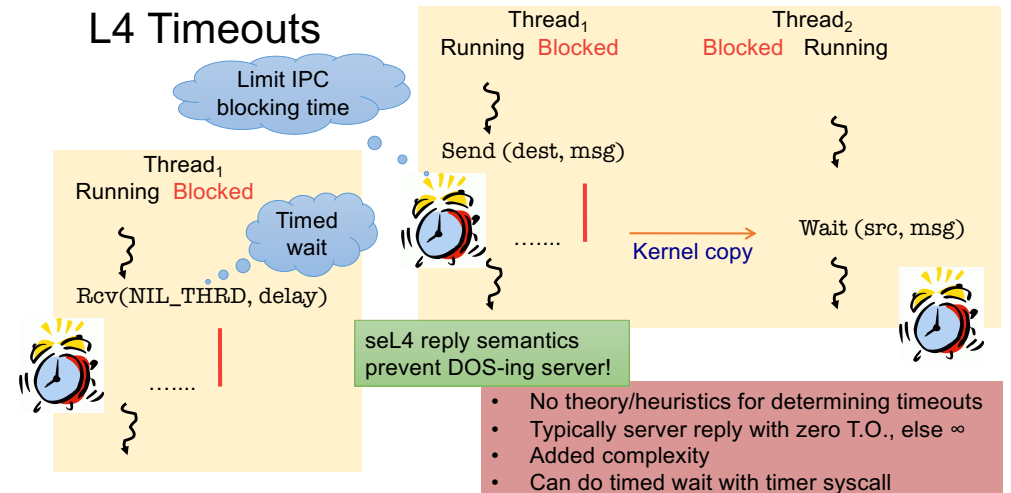 L4 Timeouts
Limit IPC
blocking time
Thread₁
Running Blocked
Timed
wait
Rcv(NIL_THRD, delay)
…....
Thread₁
Running Blocked
Thread₂
Blocked Running
Send (dest, msg)
…....
Kernel copy
Wait (src, msg)
seL4 reply semantics
prevent DOS-ing server!
• No theory/heuristics for determining timeouts
• Typically server reply with zero T.O., else ∞
• Added complexity
• Can do timed wait with timer syscall